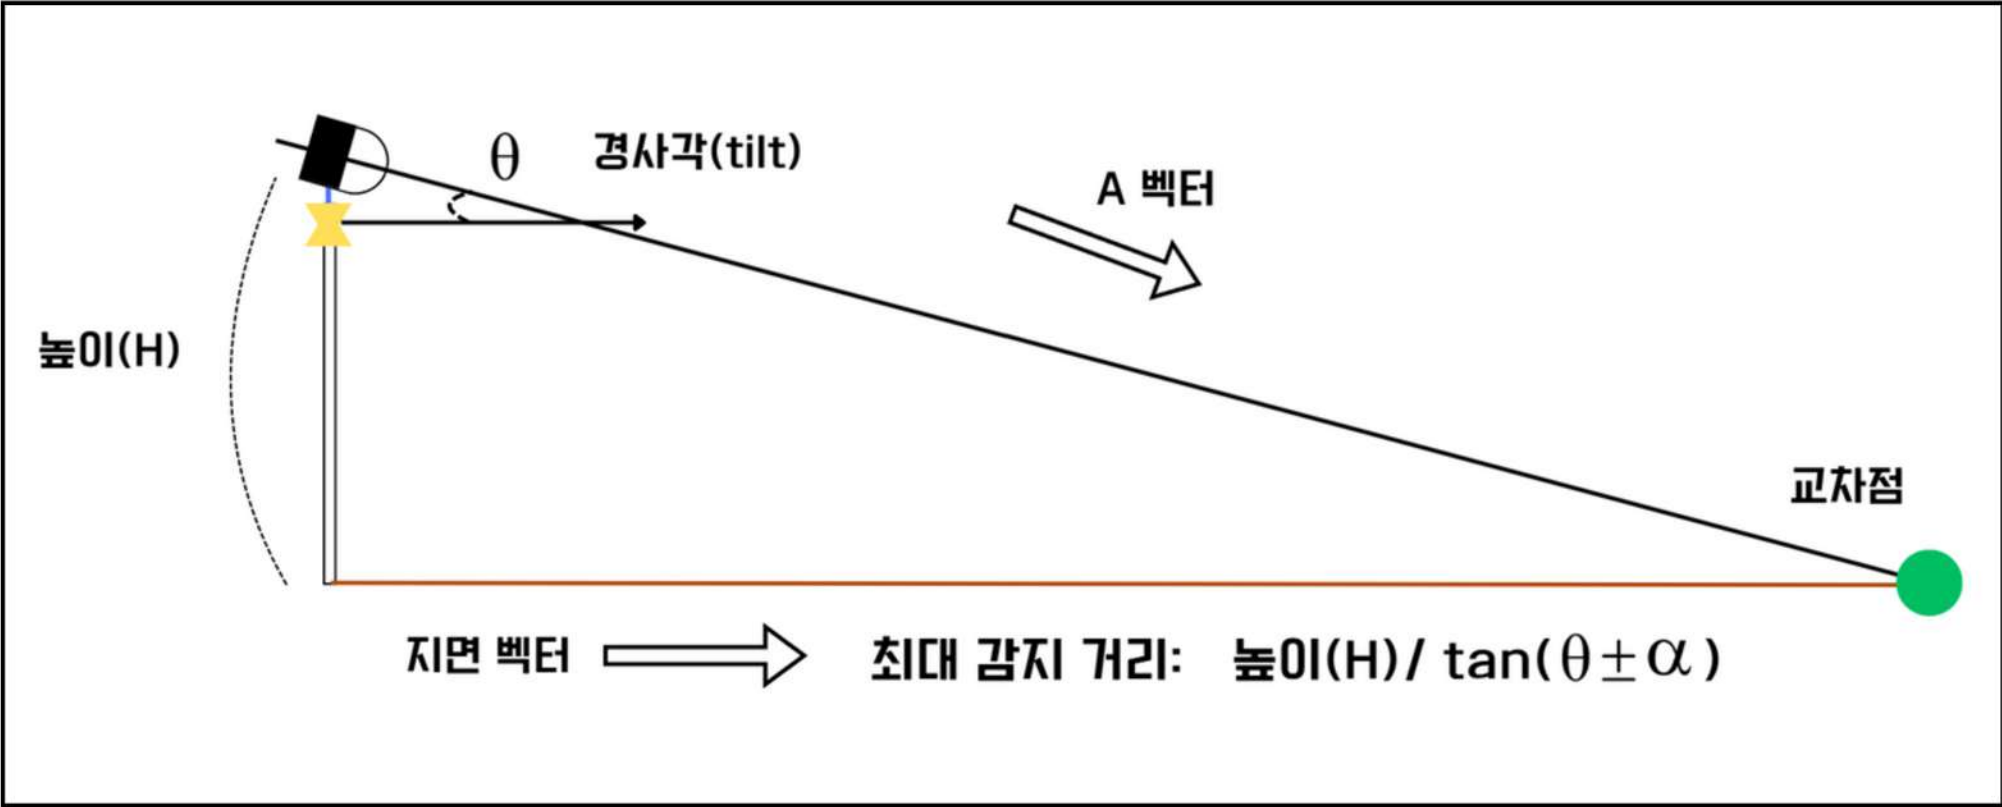 θ 경사각(tilt)
A 벡터
높이(H)
교차점
지면 벡터 최대 감지 거리: 높이(H)/ tan(θ±α)